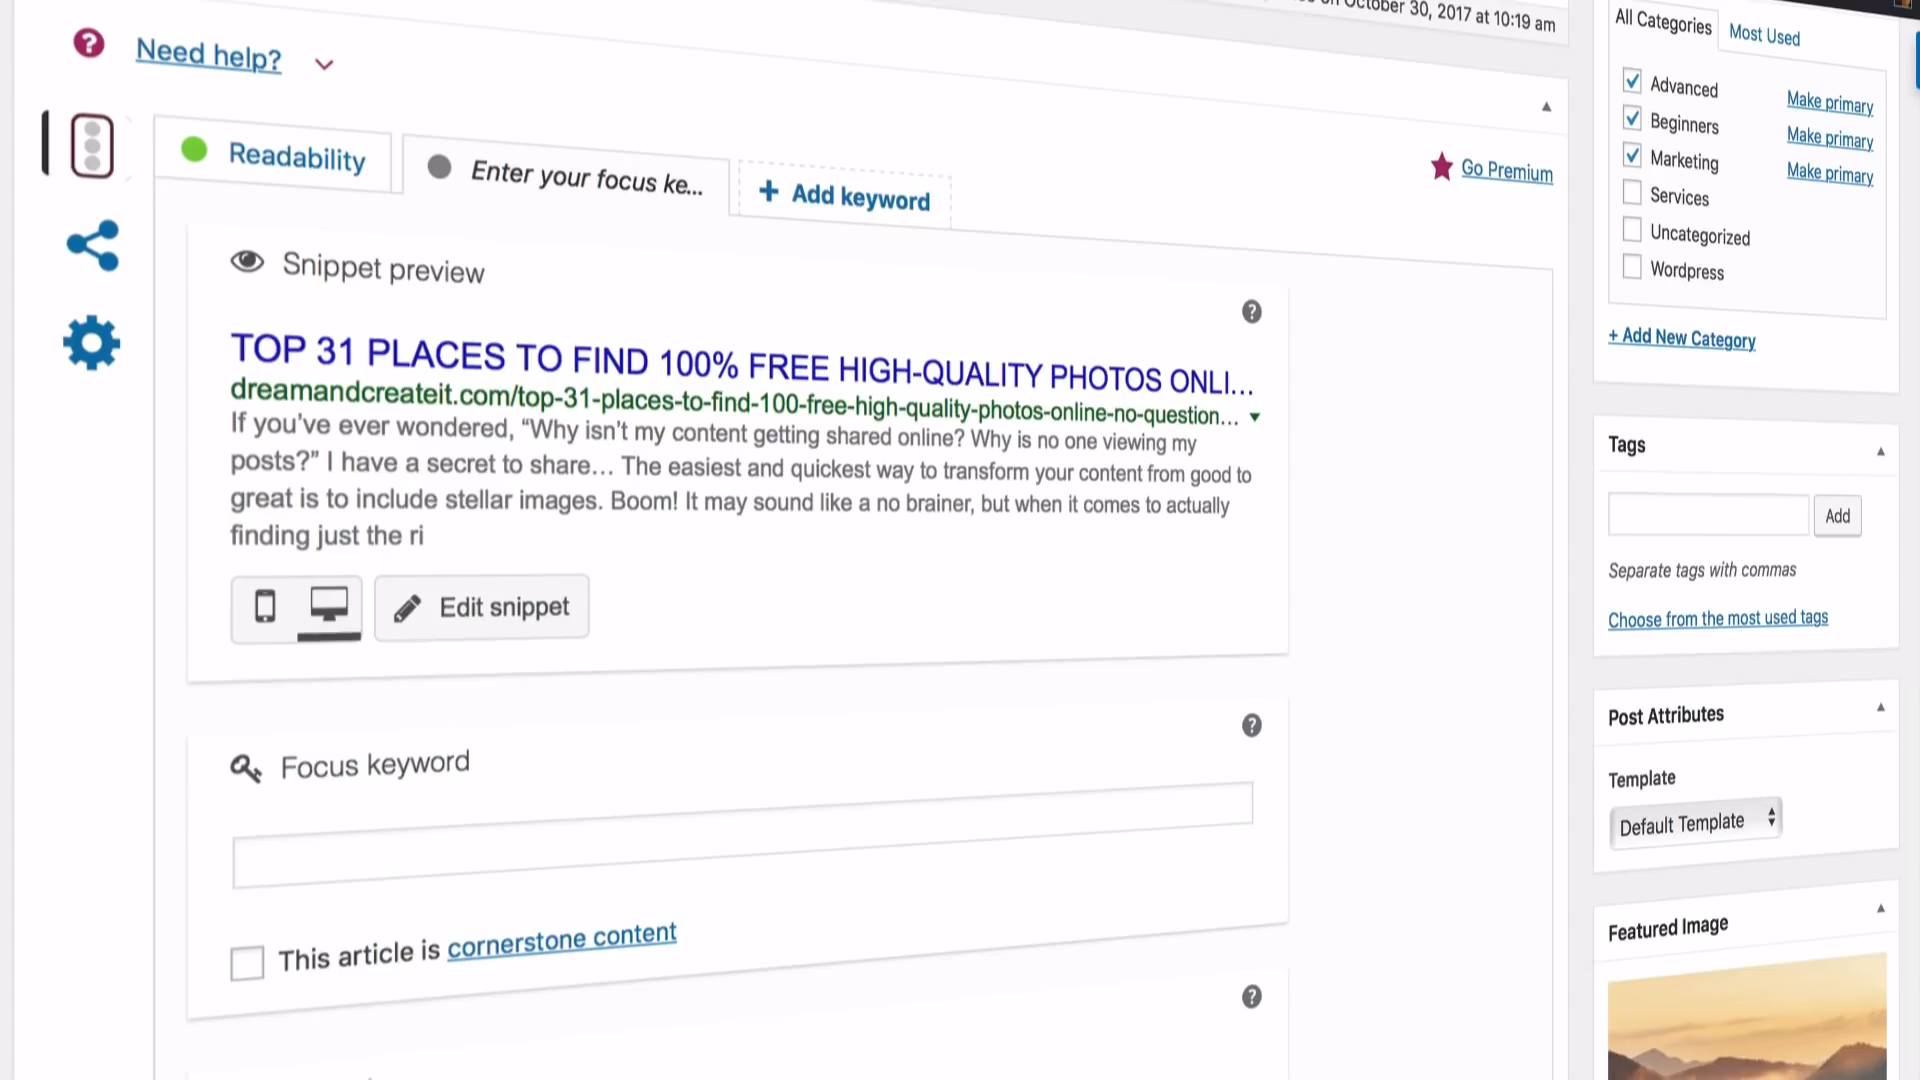 October 30, 2017 at 10:19 am
Need help?
Readability
Enter your focus ke...
+ Add keyword
Go Premium
Snippet preview
TOP 31 PLACES TO FIND 100% FREE HIGH-QUALITY PHOTOS ONLI...
dreamandcreateit.com/top-31-places-to-find-100-free-high-quality-photos-online-no-question...
If you've ever wondered, “Why isn't my content getting shared online? Why is no one viewing my
posts?” I have a secret to share… The easiest and quickest way to transform your content from good to
great is to include stellar images. Boom! It may sound like a no brainer, but when it comes to actually
finding just the ri
Edit snippet
Focus keyword
This article is cornerstone content
All Categories
Most Used
Advanced
Make primary
Beginners
Make primary
Marketing
Make primary
Services
Uncategorized
Wordpress
+ Add New Category
Tags
Add
Separate tags with commas
Choose from the most used tags
Post Attributes
Template
Default Template
Featured Image